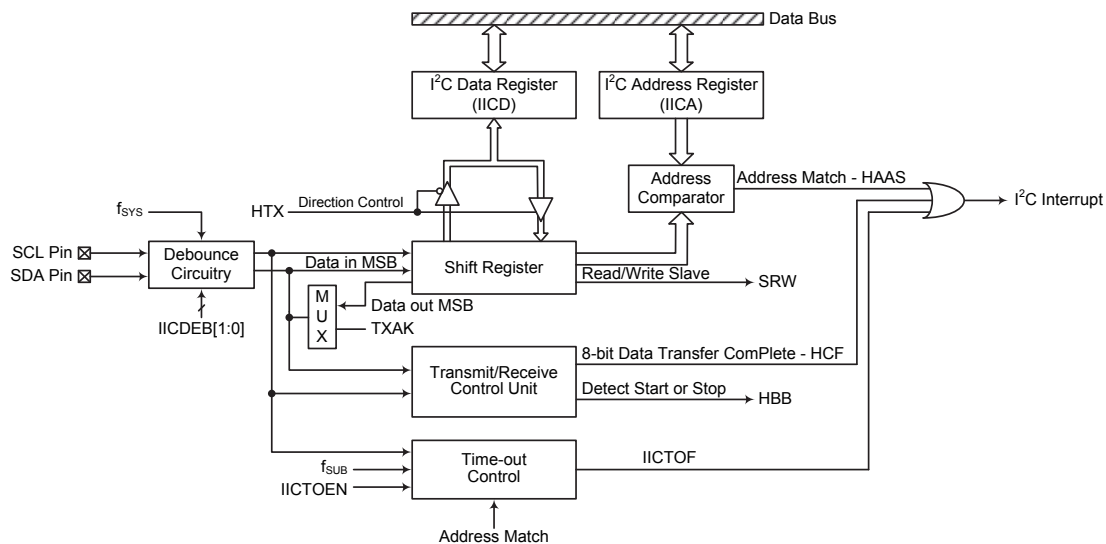 Data Bus
I²C Data Register
(IICD)
I²C Address Register
(IICA)
Address
Comparator
Address Match - HAAS
I²C Interrupt
HTX
Direction Control
fSYS
SCL Pin
SDA Pin
Debounce
Circuitry
IICDEB[1:0]
Data in MSB
Shift Register
Read/Write Slave
SRW
M
U
X
Data out MSB
TXAK
8-bit Data Transfer ComPlete - HCF
Transmit/Receive
Control Unit
Detect Start or Stop
HBB
fSUB
IICTOEN
Time-out
Control
IICTOF
Address Match